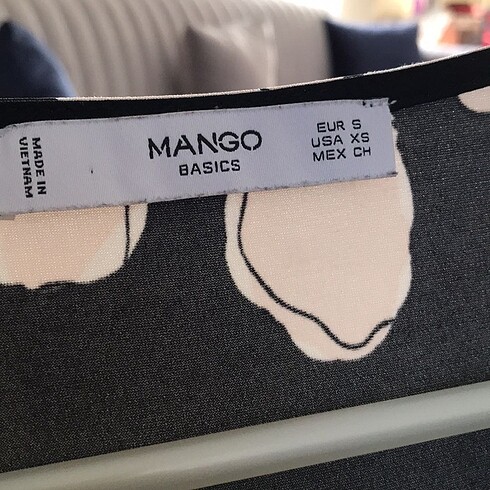 MADE IN
VIETNAM
MANGO
BASICS
EUR S
USA XS
MEX CH